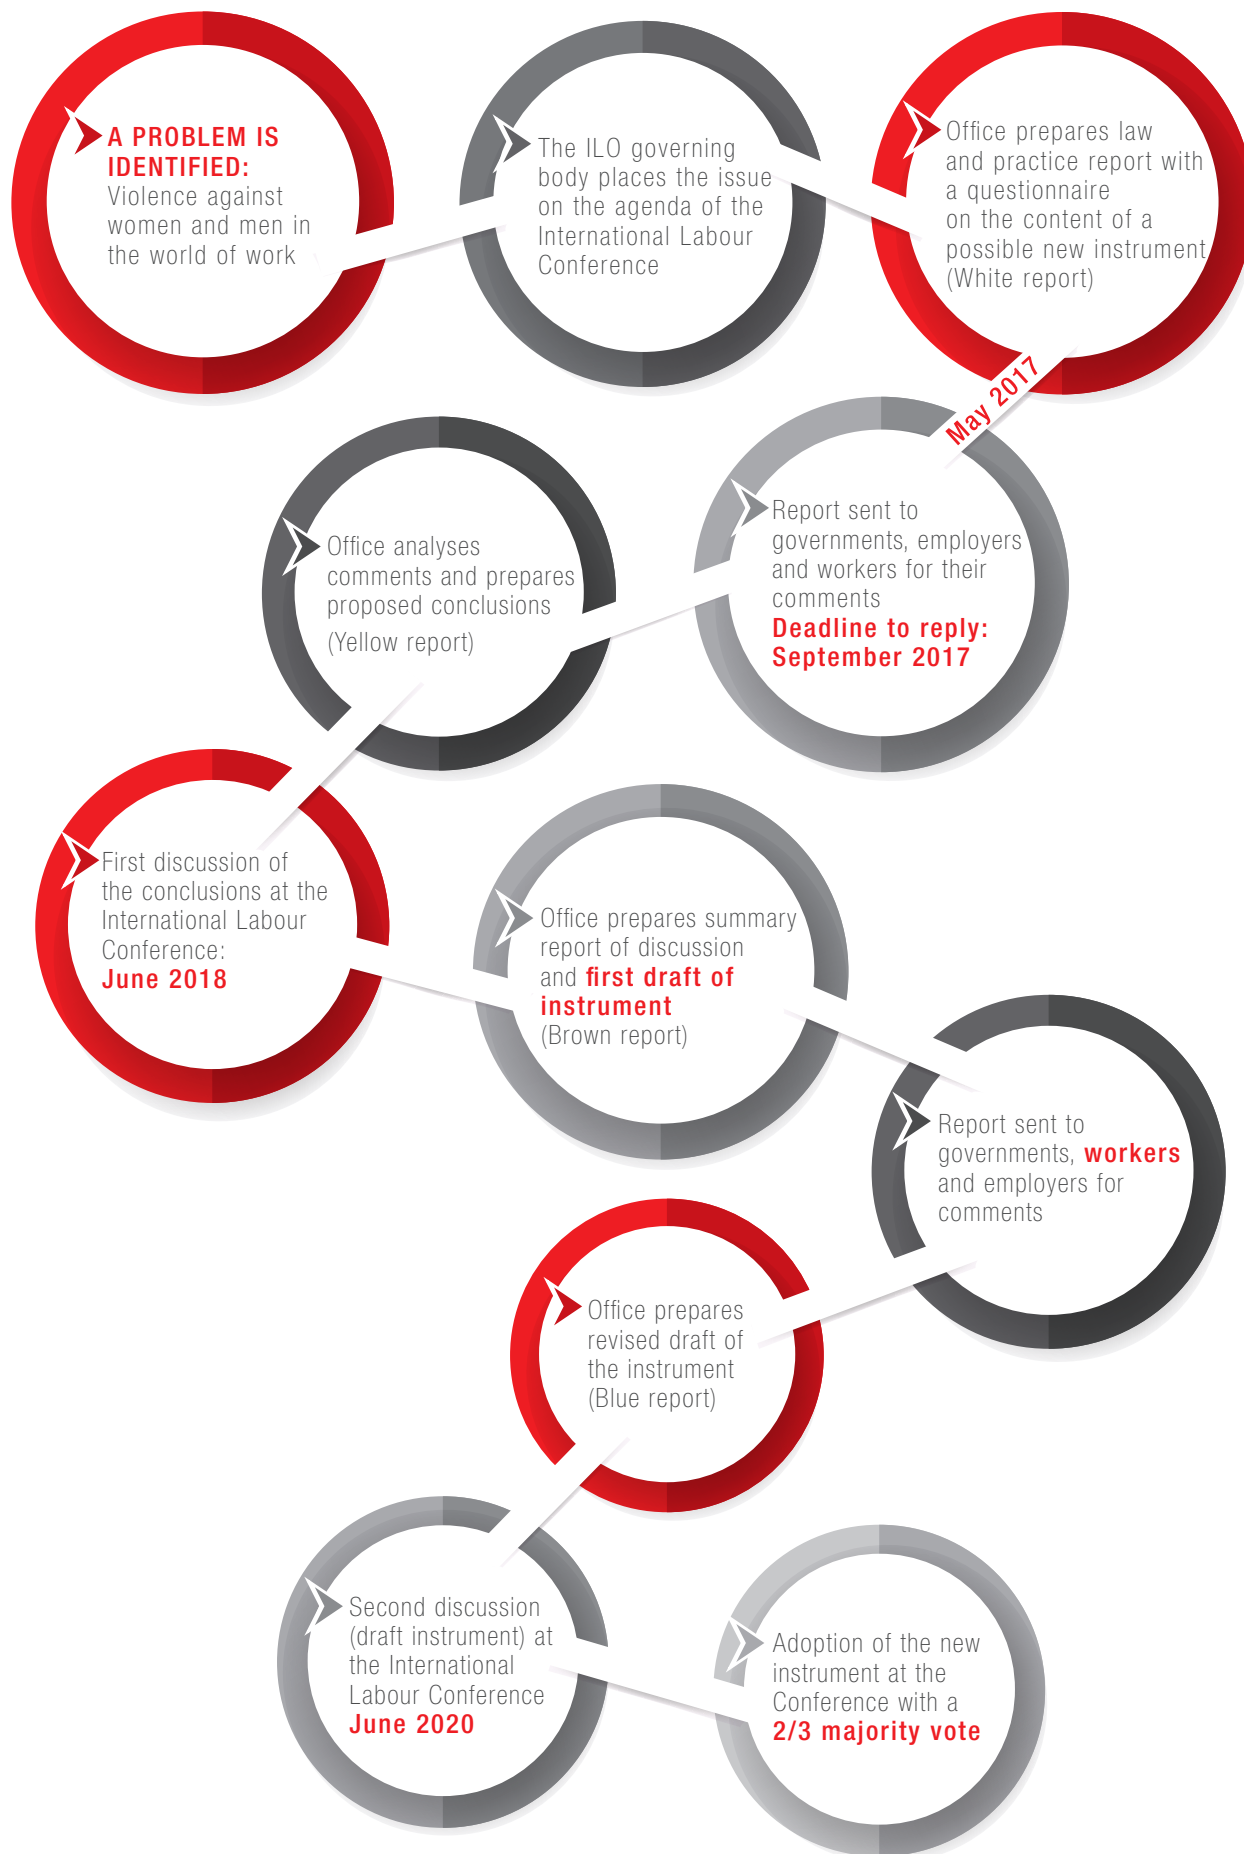 A PROBLEM IS
IDENTIFIED:
Violence against
women and men in
the world of work
The ILO governing
body places the issue
on the agenda of the
International Labour
Conference
Office prepares law
and practice report with
a questionnaire
on the content of a
possible new instrument
(White report)
May 2017
Report sent to
governments, employers
and workers for their
comments
Deadline to reply:
September 2017
Office analyses
comments and prepares
proposed conclusions
(Yellow report)
First discussion of
the conclusions at the
International Labour
Conference:
June 2018
Office prepares summary
report of discussion
and first draft of
instrument
(Brown report)
Report sent to
governments, workers
and employers for
comments
Office prepares
revised draft of
the instrument
(Blue report)
Second discussion
(draft instrument) at
the International
Labour Conference
June 2020
Adoption of the new
instrument at the
Conference with a
2/3 majority vote